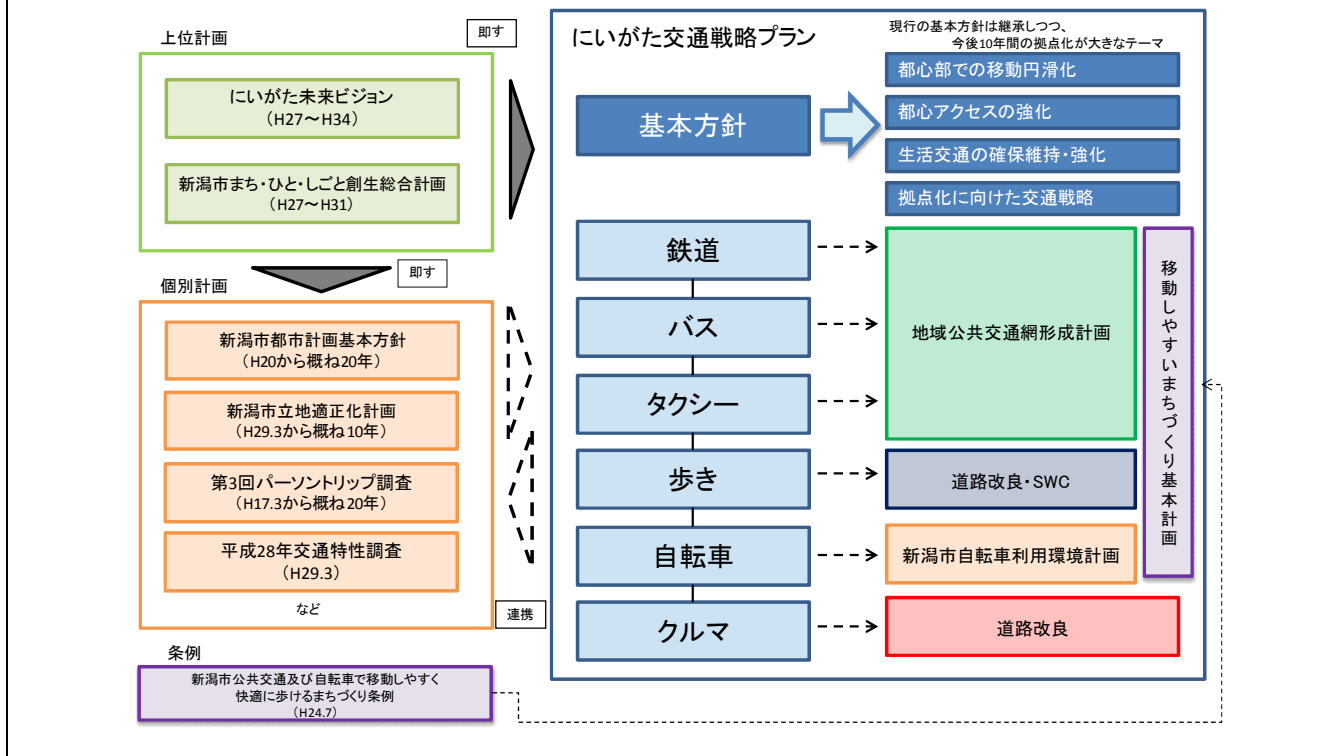 上位計画
即す
にいがた未来ビジョン
（H27～H34）
新潟市まち・ひと・しごと創生総合計画
（H27～H31）
即す
個別計画
新潟市都市計画基本方針
（H20から概ね20年）
新潟市立地適正化計画
（H29.3から概ね10年）
第3回パーソントリップ調査
（H17.3から概ね20年）
平成28年交通特性調査
（H29.3）
など
連携
条例
新潟市公共交通及び自転車で移動しやすく
快適に歩けるまちづくり条例
（H24.7）
にいがた交通戦略プラン
現行の基本方針は継承しつつ、
今後10年間の拠点化が大きなテーマ
基本方針
都心部での移動円滑化
都心アクセスの強化
生活交通の確保維持・強化
拠点化に向けた交通戦略
鉄道
バス
タクシー
歩き
自転車
クルマ
地域公共交通網形成計画
道路改良・SWC
新潟市自転車利用環境計画
道路改良
移動しやすいまちづくり基本計画